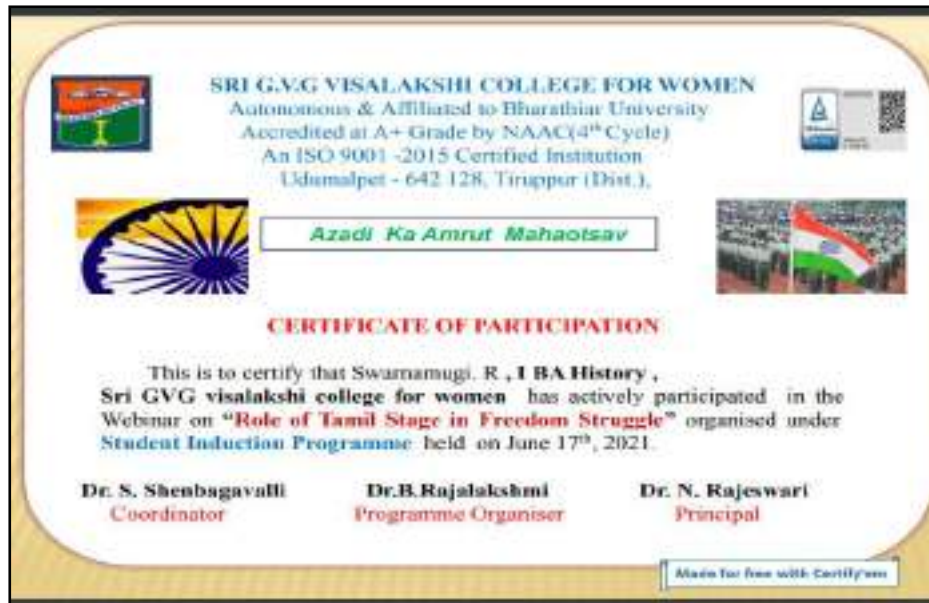 SRI G.V.G VISALAKSHI COLLEGE FOR WOMEN
Autonomous & Affiliated to Bharathiar University
Accredited at A+ Grade by NAAC(4th Cycle)
An ISO 9001 -2015 Certified Institution
Udumalpet - 642 128, Tiruppur (Dist.),
Azadi Ka Amrut Mahaotsav
CERTIFICATE OF PARTICIPATION
This is to certify that Swarnamugi. R , I BA History ,
Sri GVG visalakshi college for women has actively participated in the
Webinar on “Role of Tamil Stage in Freedom Struggle” organised under
Student Induction Programme held on June 17th, 2021.
Dr. S. Shenbagavalli Dr.B.Rajalakshmi Dr. N. Rajeswari
Coordinator Programme Organiser Principal
Made for free with Certify'em